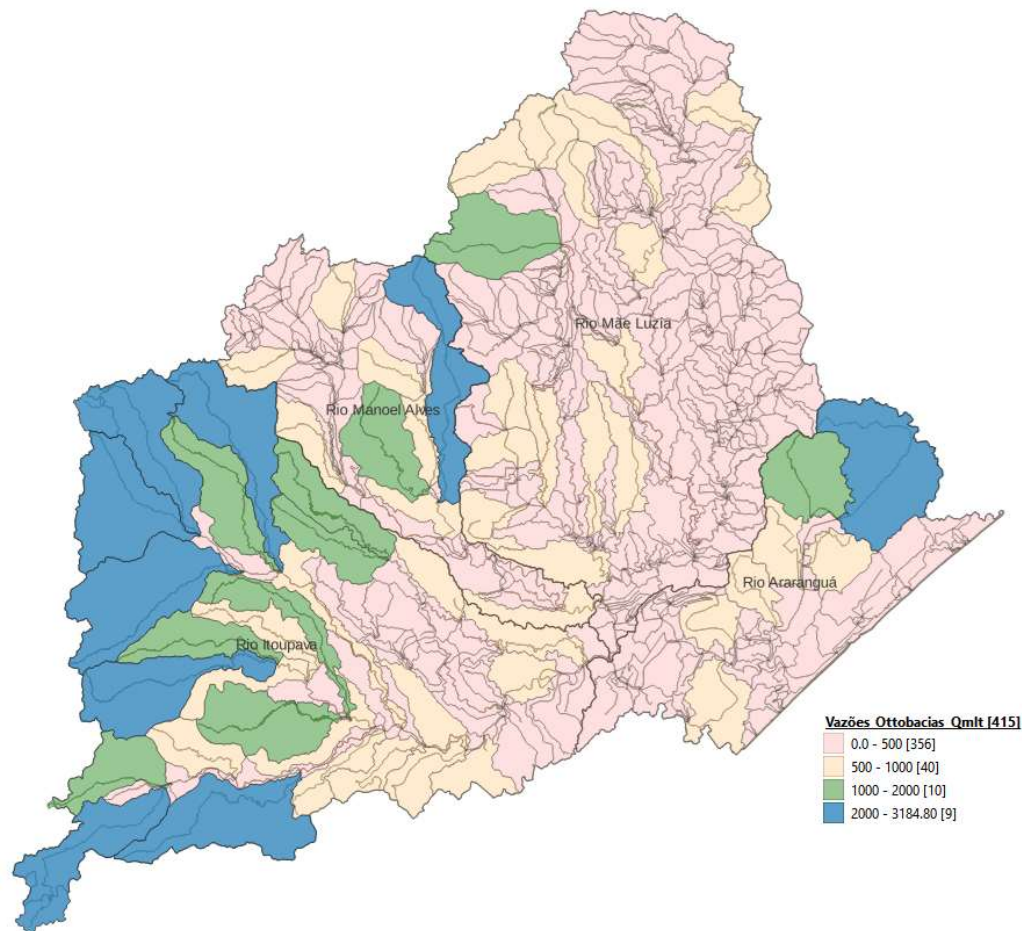 Rio Mãe Luzia
Rio Manoel Alves
Rio Araranguá
Rio Itoupava
Vazões Ottobacias Qmlt [415]
0.0 - 500 [356]
500 - 1000 [40]
1000 - 2000 [10]
2000 - 3184.80 [9]